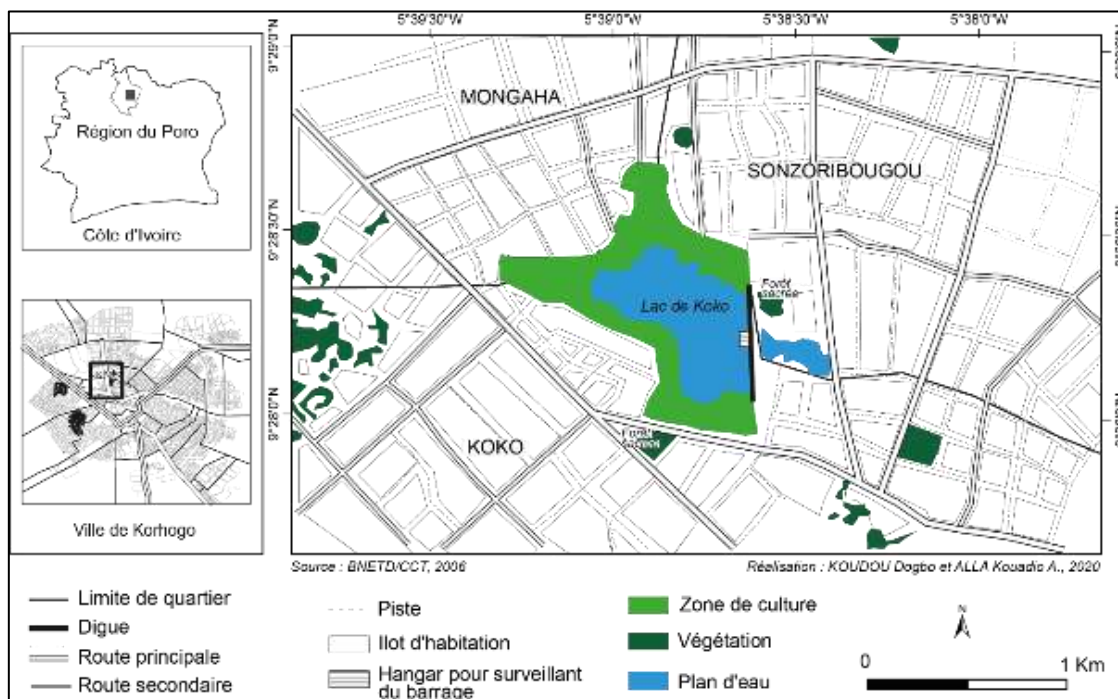 5°39'30"W
5°39'0"W
5°38'30"W
5°38'0"W
9°29'0"N
9°28'30"N
9°28'0"N
Région du Poro
Côte d'Ivoire
Ville de Korhogo
MONGAHA
SONZORIBOUGOU
Lac de Koko
Forêt
sacrée
KOKO
Forêt
sacrée
Source : BNETD/CCT, 2006
Réalisation : KOUDOU Dogbo et ALLA Kouadio A., 2020
Limite de quartier
Digue
Route principale
Route secondaire
Piste
Ilot d'habitation
Hangar pour surveillant
du barrage
Zone de culture
Végétation
Plan d'eau
N
0
1 Km